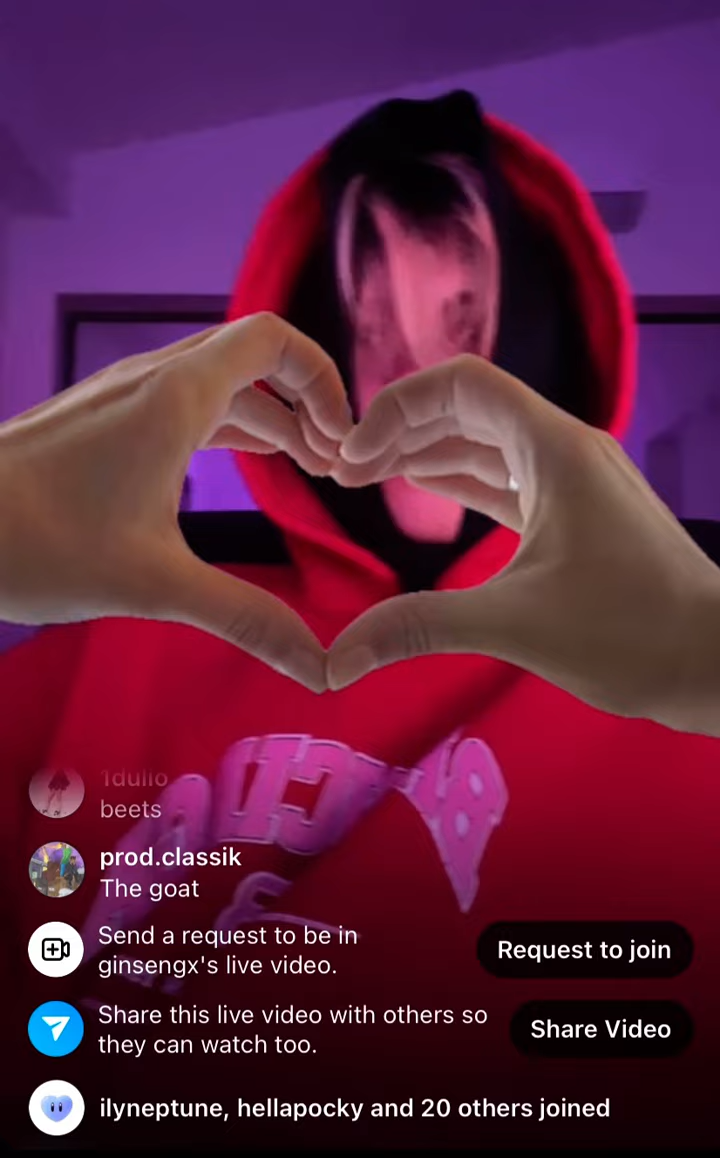 1dulio
beets
prod.classik
The goat
Send a request to be in
ginsengx's live video.
Request to join
Share this live video with others so
they can watch too.
Share Video
ilyneptune, hellapocky and 20 others joined